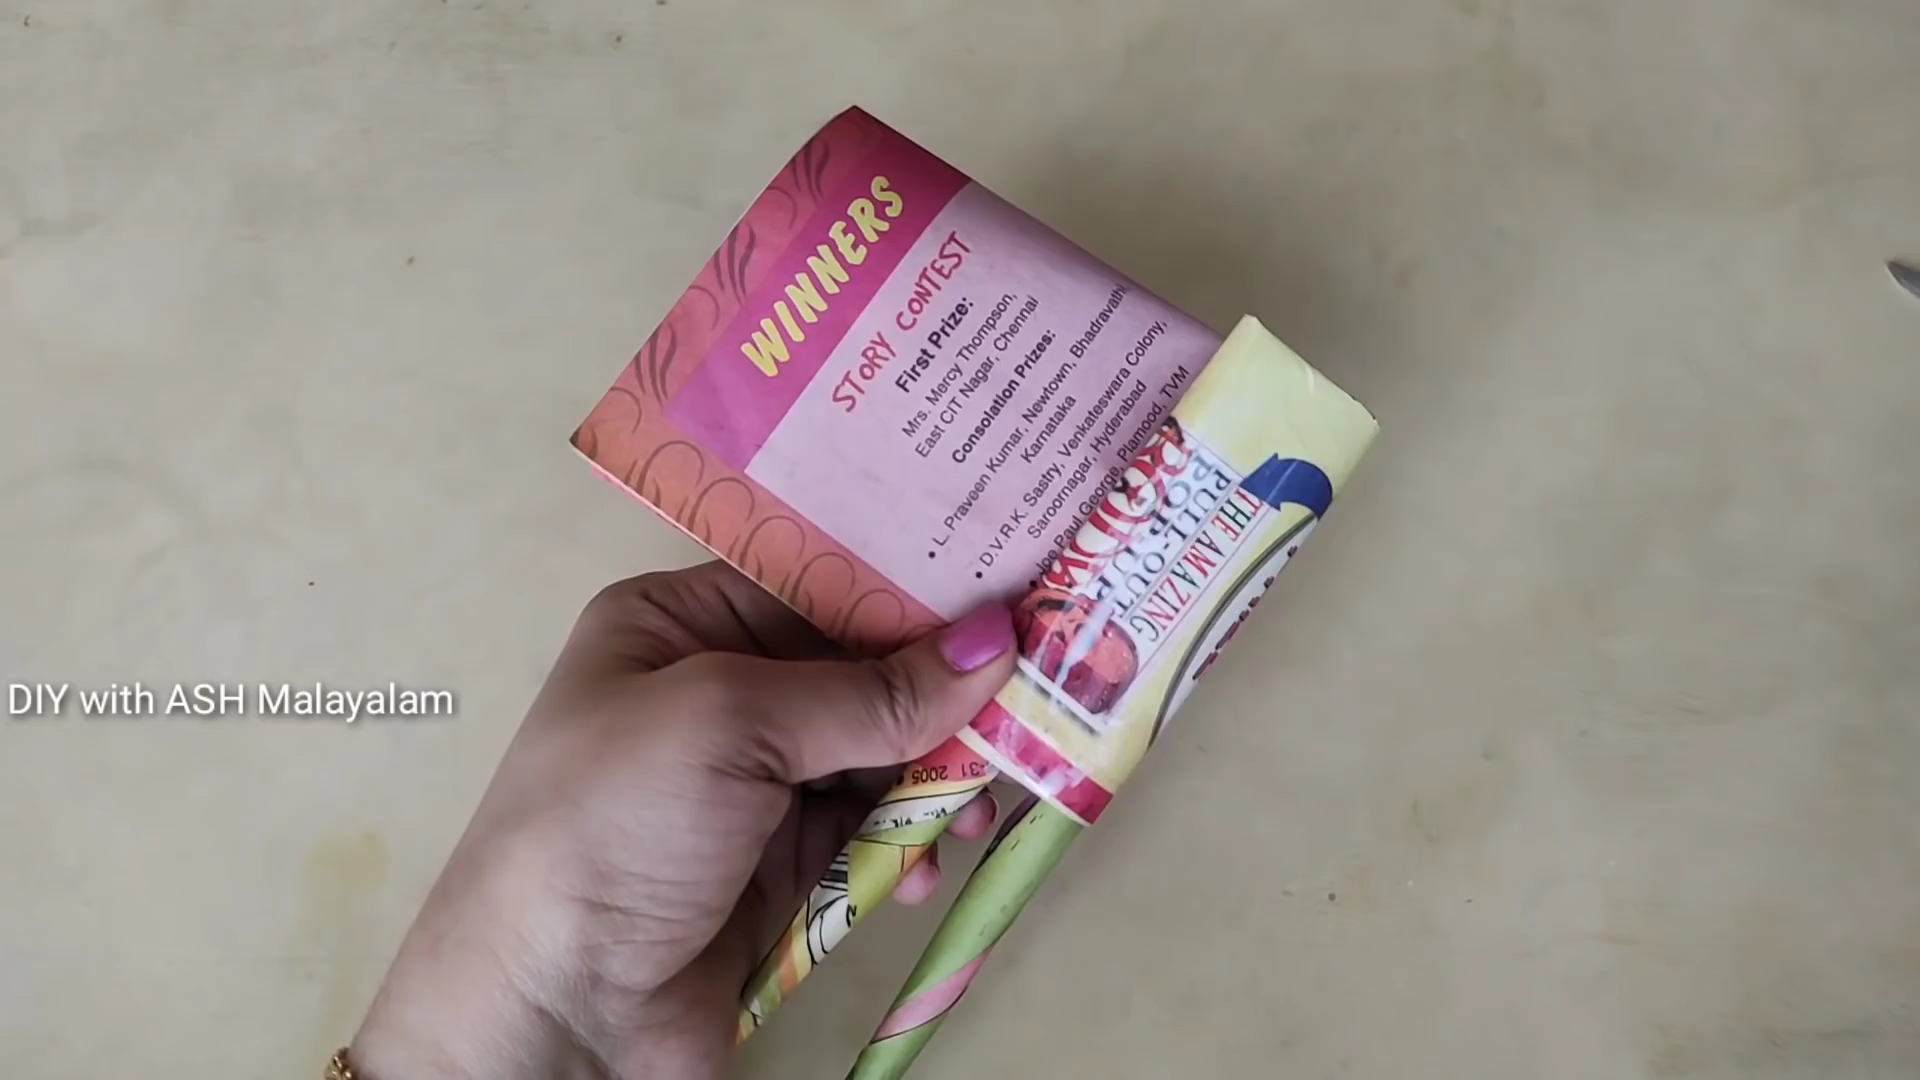 WINNERS
STORY CONTEST
First Prize:
Mrs. Mercy Thompson,
East CIT Nagar, Chennai
Consolation Prizes:
• L. Praveen Kumar, Newtown, Bhadravathi,
Karnataka
• D.V.R.K. Sastry, Venkateswara Colony,
Saroornagar, Hyderabad
• Joe Paul George, Plamood, TVM
THE AMAZING
PULL-OUT
POP-UP
-31 2005
DIY with ASH Malayalam